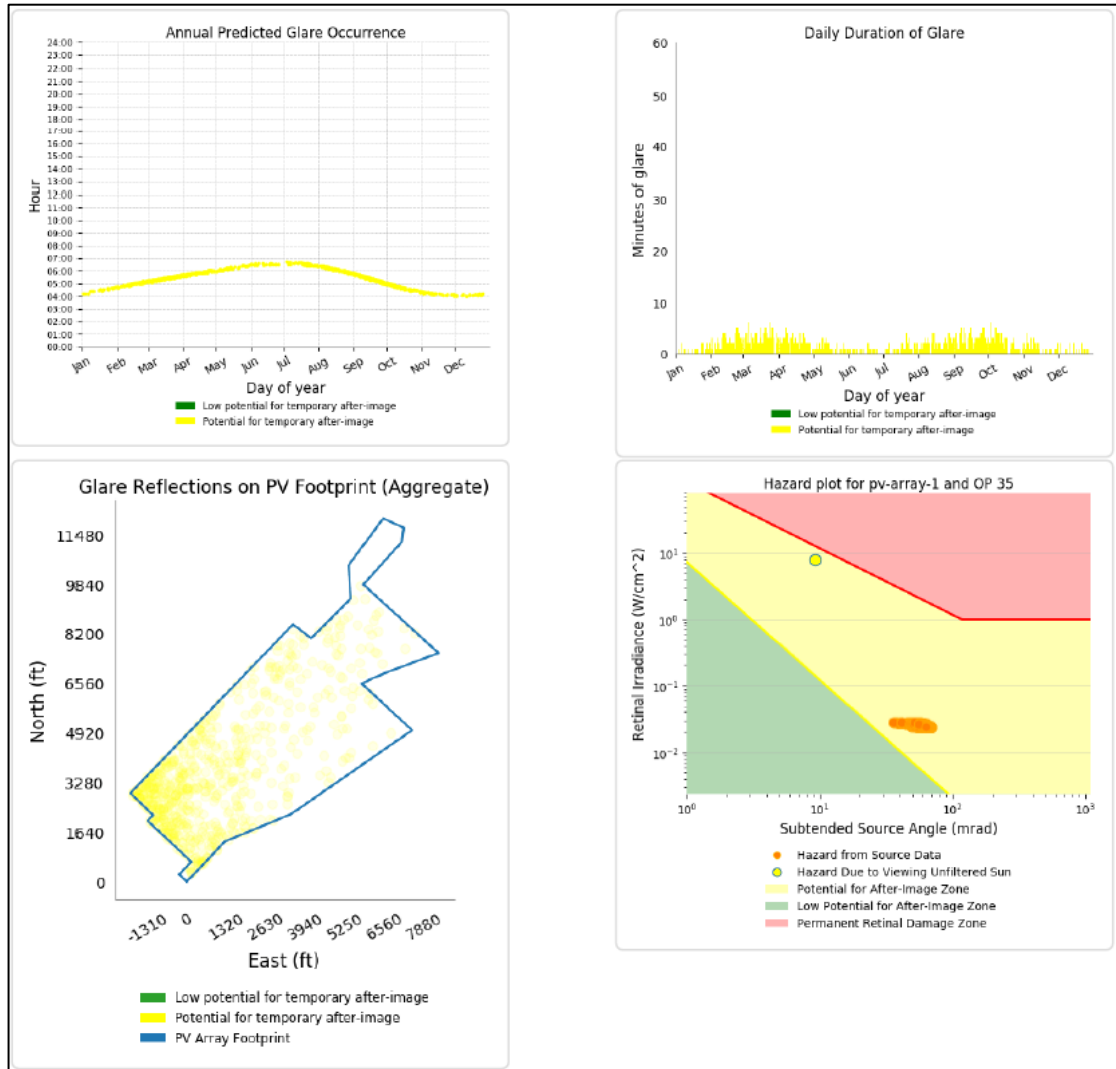 Annual Predicted Glare Occurrence
24:00
23:00
22:00
21:00
20:00
19:00
18:00
17:00
16:00
15:00
14:00
13:00
12:00
11:00
10:00
09:00
08:00
07:00
06:00
05:00
04:00
03:00
02:00
01:00
00:00
Hour
Jan Feb Mar Apr May Jun Jul Aug Sep Oct Nov Dec
Day of year
Low potential for temporary after-image
Potential for temporary after-image
Daily Duration of Glare
60
50
40
30
20
10
0
Minutes of glare
Jan Feb Mar Apr May Jun Jul Aug Sep Oct Nov Dec
Day of year
Low potential for temporary after-image
Potential for temporary after-image
Glare Reflections on PV Footprint (Aggregate)
11480
9840
8200
6560
4920
3280
1640
0
North (ft)
-1310 0 1320 2630 3940 5250 6560 7880
East (ft)
Low potential for temporary after-image
Potential for temporary after-image
PV Array Footprint
Hazard plot for pv-array-1 and OP 35
10^1
10^0
10^-1
10^-2
Retinal Irradiance (W/cm^2)
10^0 10^1 10^2 10^3
Subtended Source Angle (mrad)
Hazard from Source Data
Hazard Due to Viewing Unfiltered Sun
Potential for After-Image Zone
Low Potential for After-Image Zone
Permanent Retinal Damage Zone